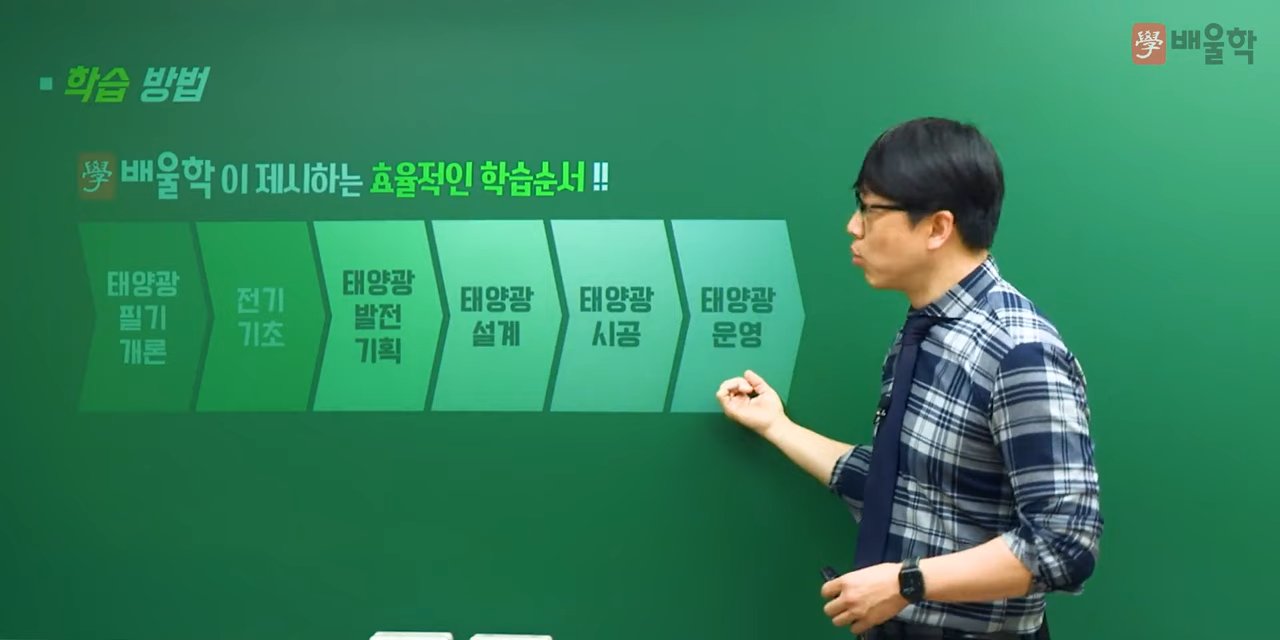 學 배울학
학습 방법
學 배울학이 제시하는 효율적인 학습순서 !!
태양광
필기
개론
전기
기초
태양광
발전
기획
태양광
설계
태양광
시공
태양광
운영